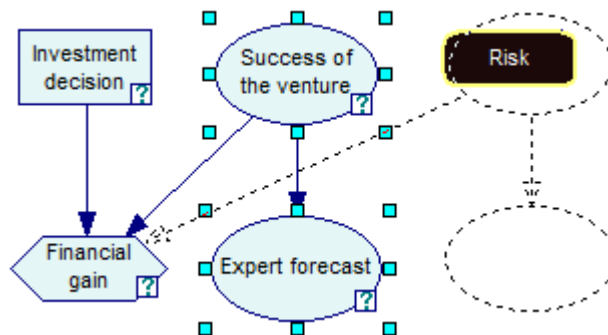 Investment
decision
?
Success of
the venture
?
Risk
Financial
gain
?
Expert forecast
?